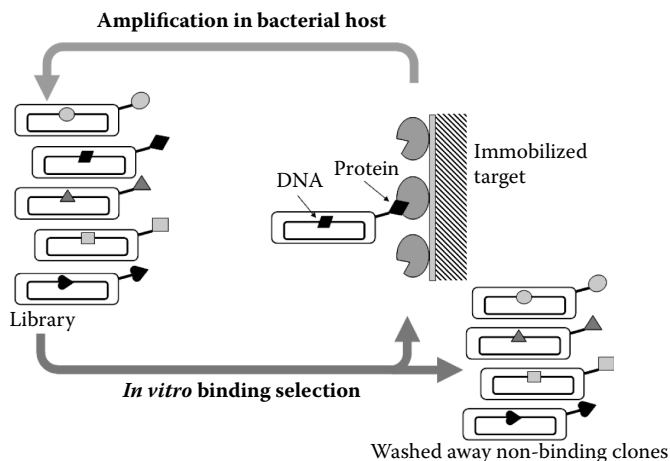 Amplification in bacterial host
Immobilized
target
Protein
DNA
Library
In vitro binding selection
Washed away non-binding clones